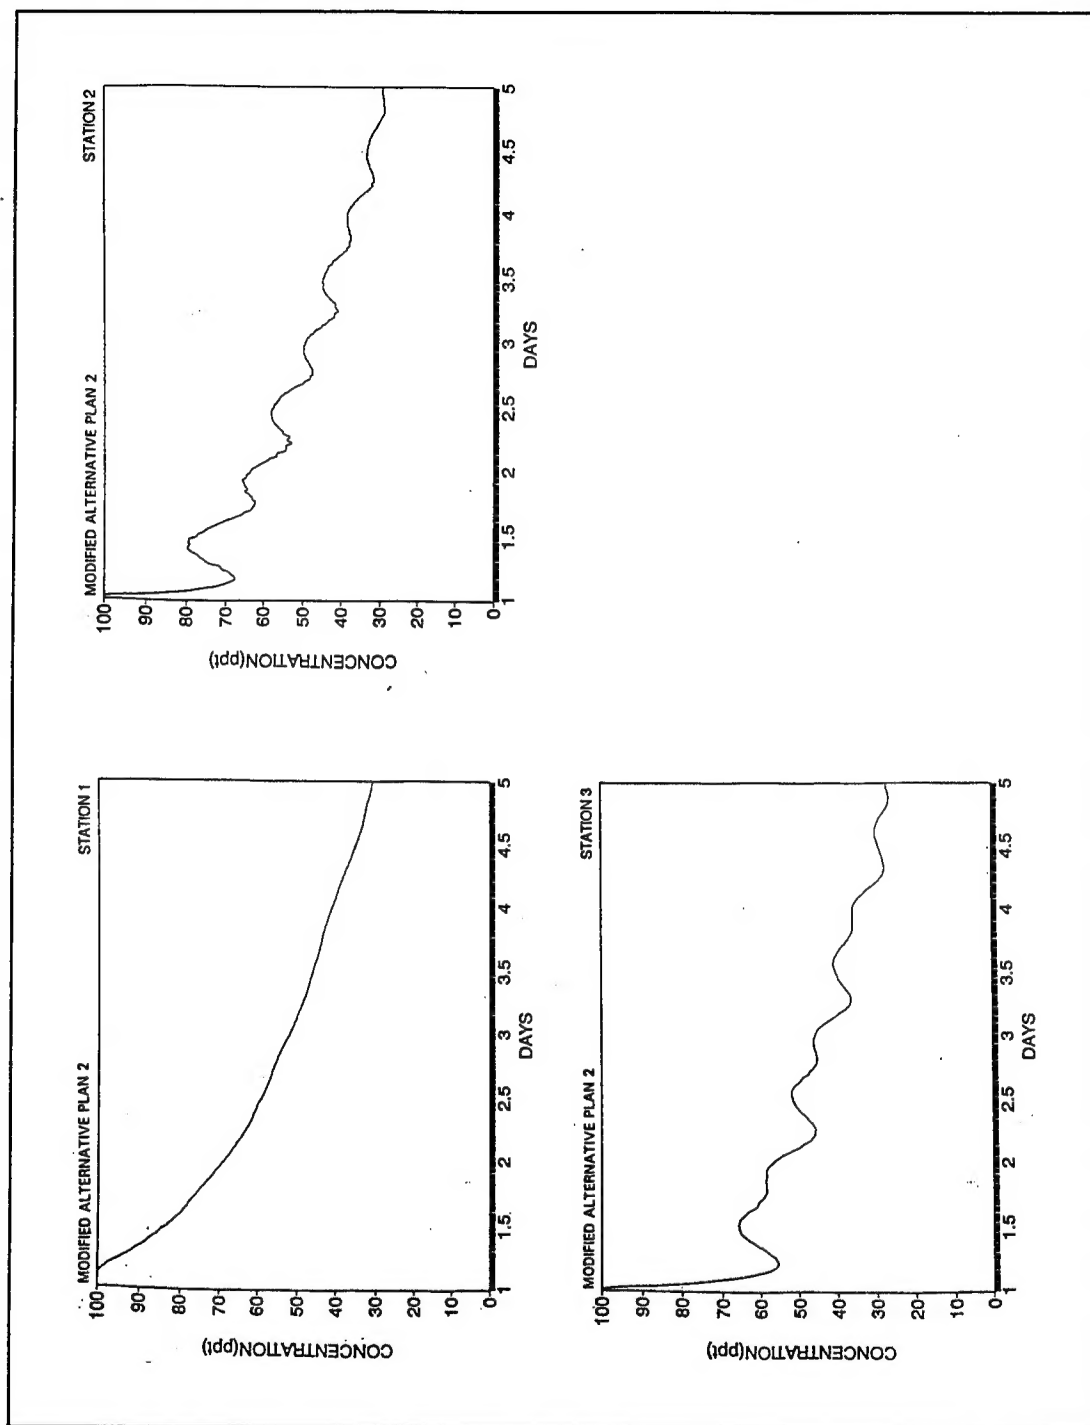 MODIFIED ALTERNATIVE PLAN 2 STATION 1
100
90
80
70
60
50
40
30
20
10
0
CONCENTRATION(ppt)
1 1.5 2 2.5 3 3.5 4 4.5 5
DAYS
MODIFIED ALTERNATIVE PLAN 2 STATION 2
100
90
80
70
60
50
40
30
20
10
0
CONCENTRATION(ppt)
1 1.5 2 2.5 3 3.5 4 4.5 5
DAYS
MODIFIED ALTERNATIVE PLAN 2 STATION 3
100
90
80
70
60
50
40
30
20
10
0
CONCENTRATION(ppt)
1 1.5 2 2.5 3 3.5 4 4.5 5
DAYS